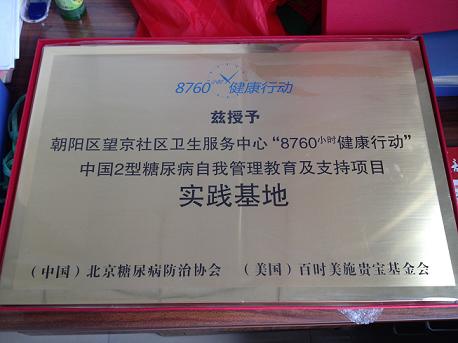 8760小时健康行动
兹授予
朝阳区望京社区卫生服务中心“8760小时健康行动”
中国2型糖尿病自我管理教育及支持项目
实践基地
（中国）北京糖尿病防治协会 （美国）百时美施贵宝基金会